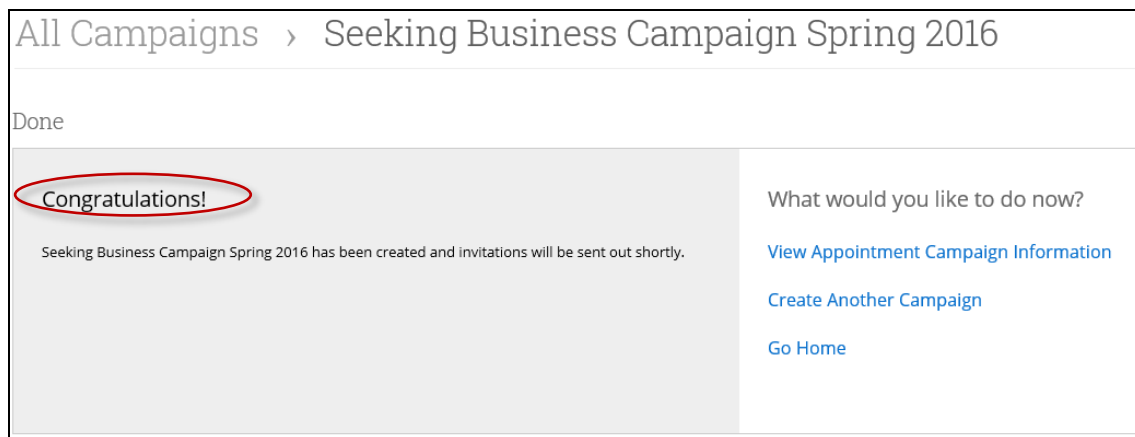 All Campaigns › Seeking Business Campaign Spring 2016
Done
Congratulations!
Seeking Business Campaign Spring 2016 has been created and invitations will be sent out shortly.
What would you like to do now?
View Appointment Campaign Information
Create Another Campaign
Go Home